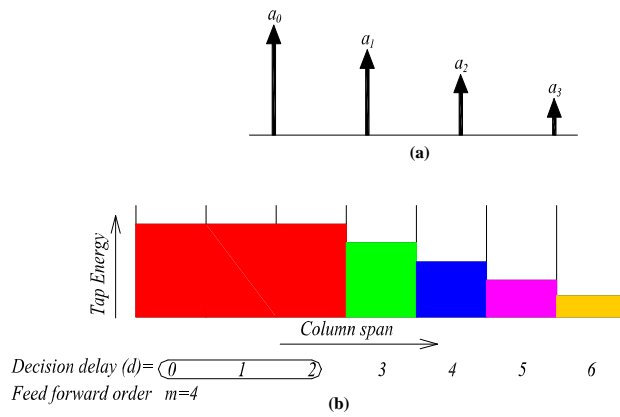 a0
a1
a2
a3
(a)
Tap Energy
Column span
Decision delay (d)= 0 1 2 3 4 5 6
Feed forward order m=4
(b)